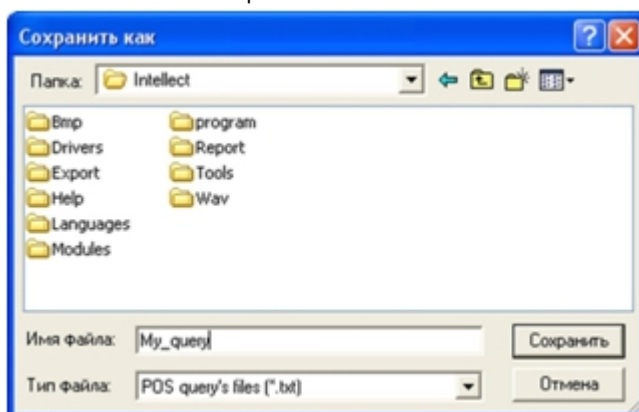 Сохранить как
Папка: Intellect
Bmp program
Drivers Report
Export Tools
Help Wav
Languages
Modules
Имя файла: My_query Сохранить
Тип файла: POS query's files (*.txt) Отмена